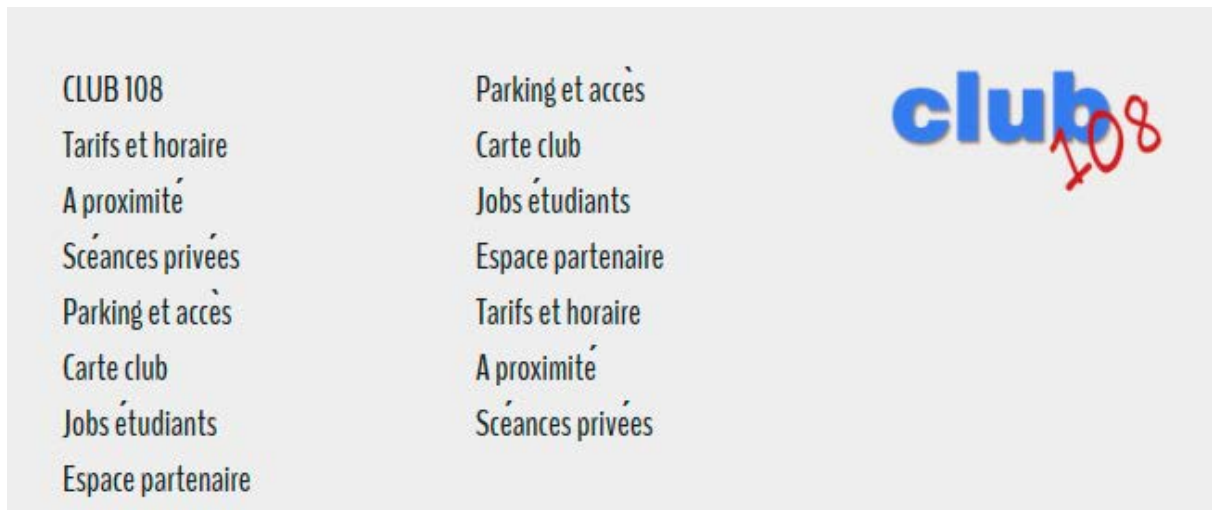 CLUB 108
Tarifs et horaire
A proximité
Scéances privées
Parking et accès
Carte club
Jobs étudiants
Espace partenaire
Parking et accès
Carte club
Jobs étudiants
Espace partenaire
Tarifs et horaire
A proximité
Scéances privées
club 108